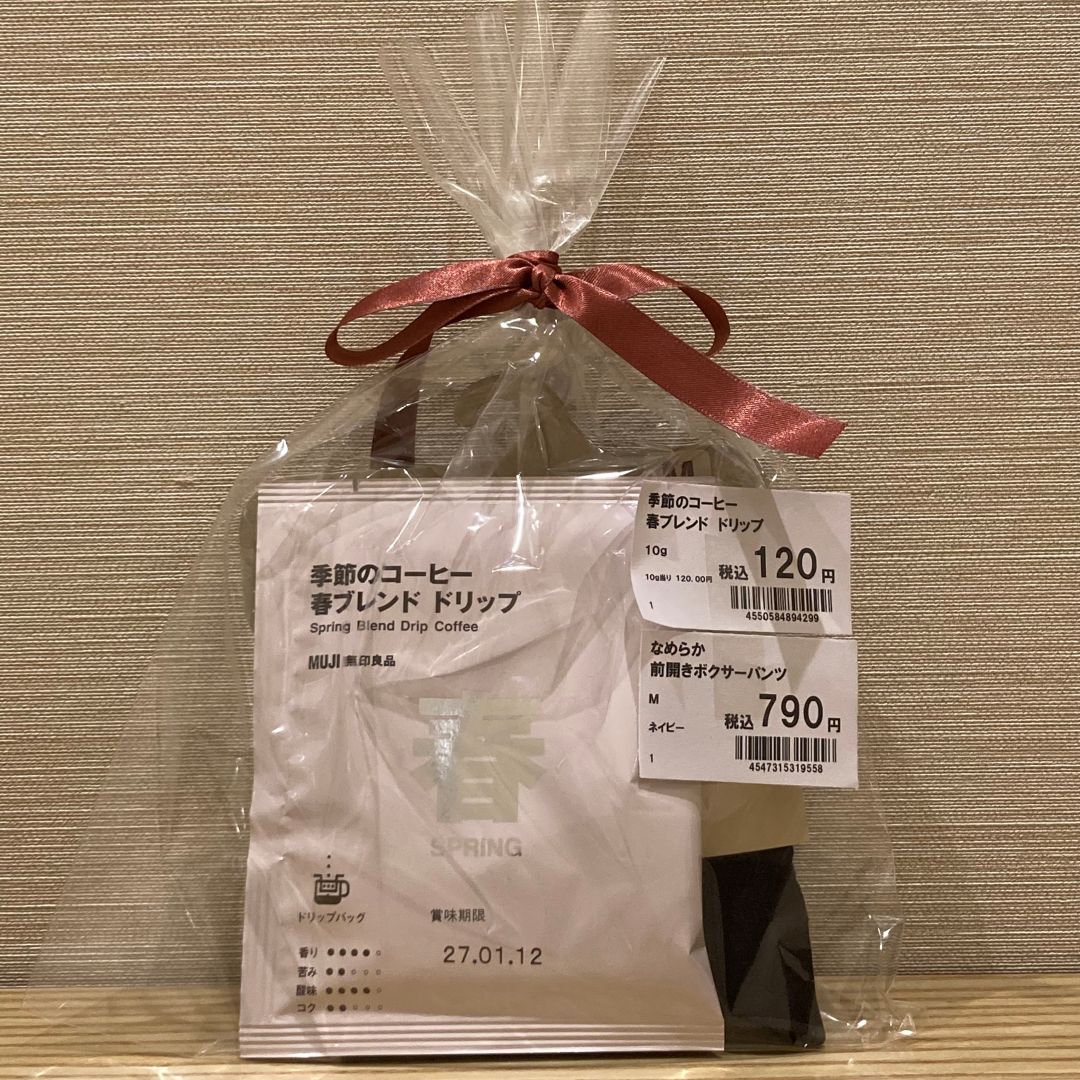 季節のコーヒー
春ブレンド ドリップ
Spring Blend Drip Coffee
MUJI 無印良品
春
SPRING
ドリップバッグ
香り
苦み
酸味
コク
賞味期限
27.01.12
M
季節のコーヒー
春ブレンド ドリップ
10g
税込120円
10g当り 120.00円
1
4550584894299
なめらか
前開きボクサーパンツ
M
税込790円
ネイビー
1
4547315319558